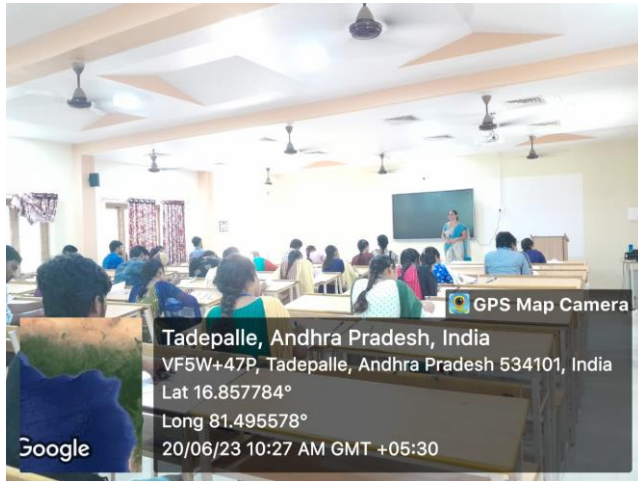 GPS Map Camera
Tadepalle, Andhra Pradesh, India
VF5W+47P, Tadepalle, Andhra Pradesh 534101, India
Lat 16.857784°
Long 81.495578°
20/06/23 10:27 AM GMT +05:30
Google